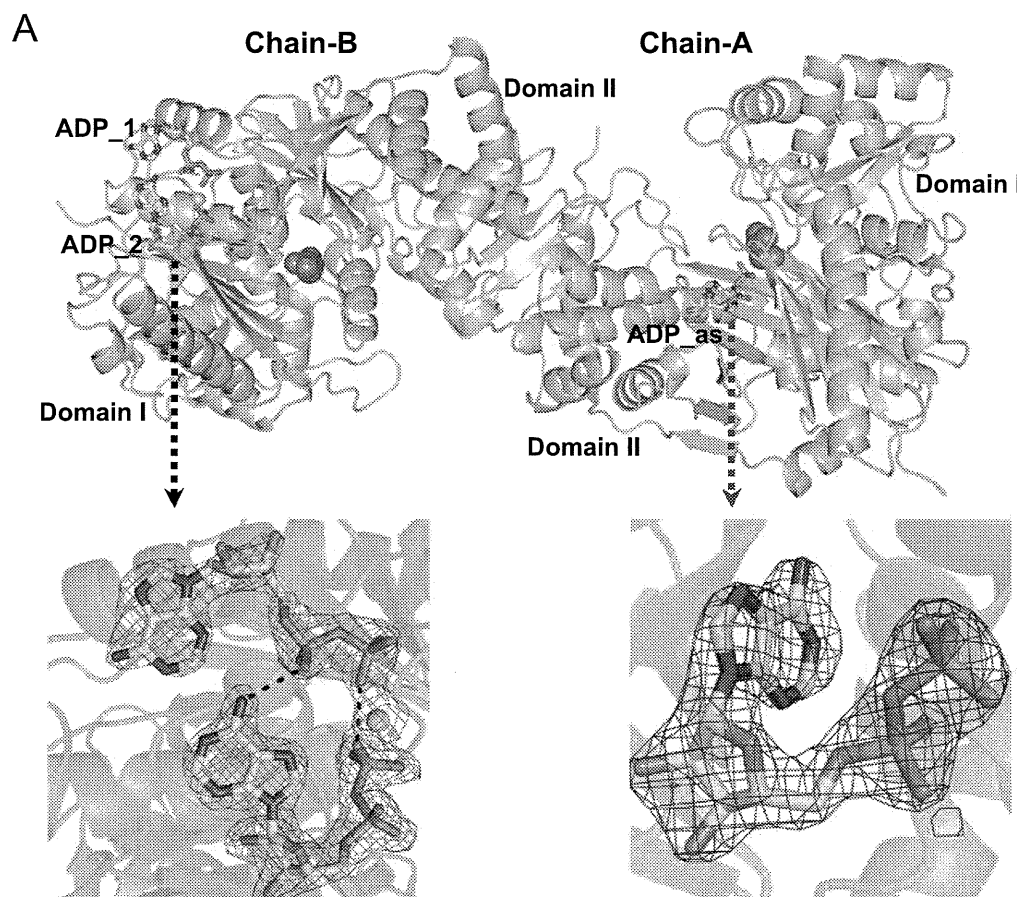 A
Chain-B
Chain-A
Domain II
ADP_1
Domain I
ADP_2
ADP_as
Domain I
Domain II